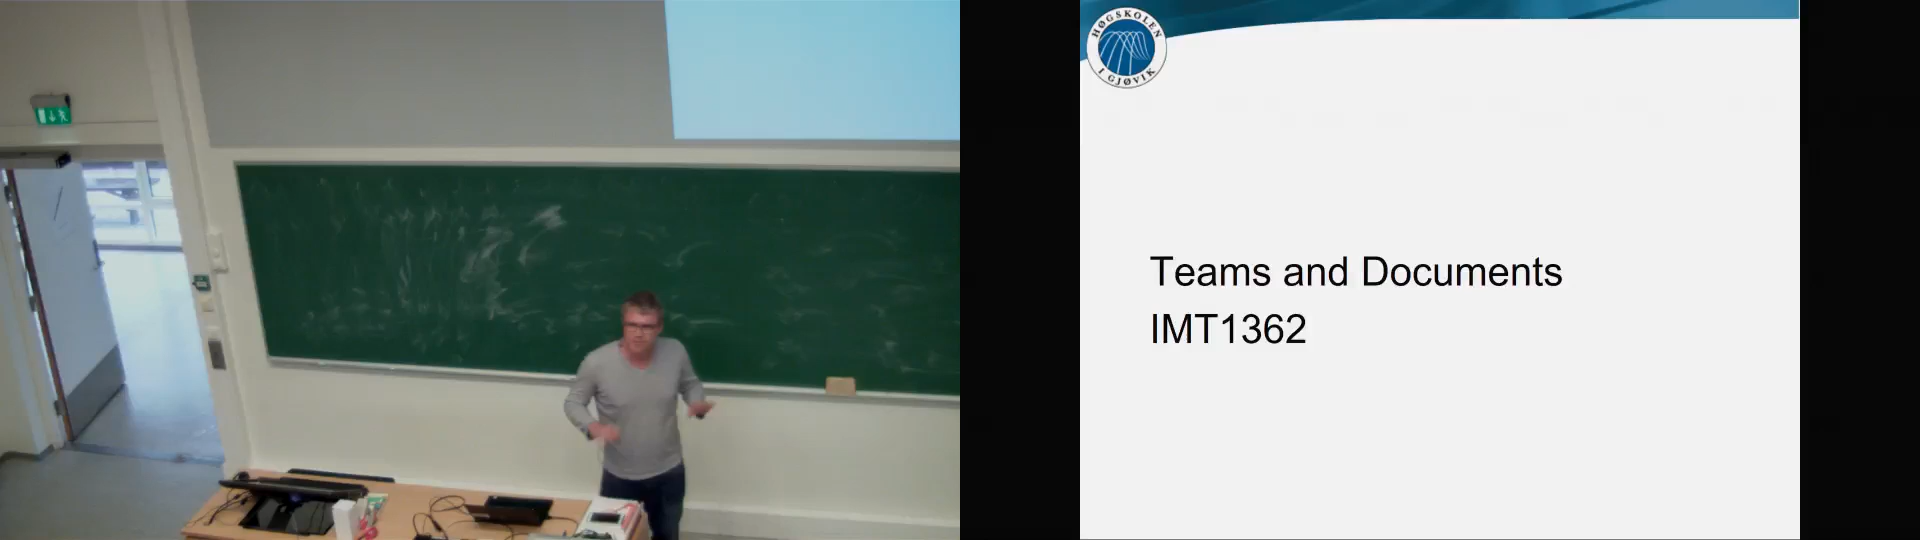 HØGSKOLEN
I GJØVIK
Teams and Documents
IMT1362